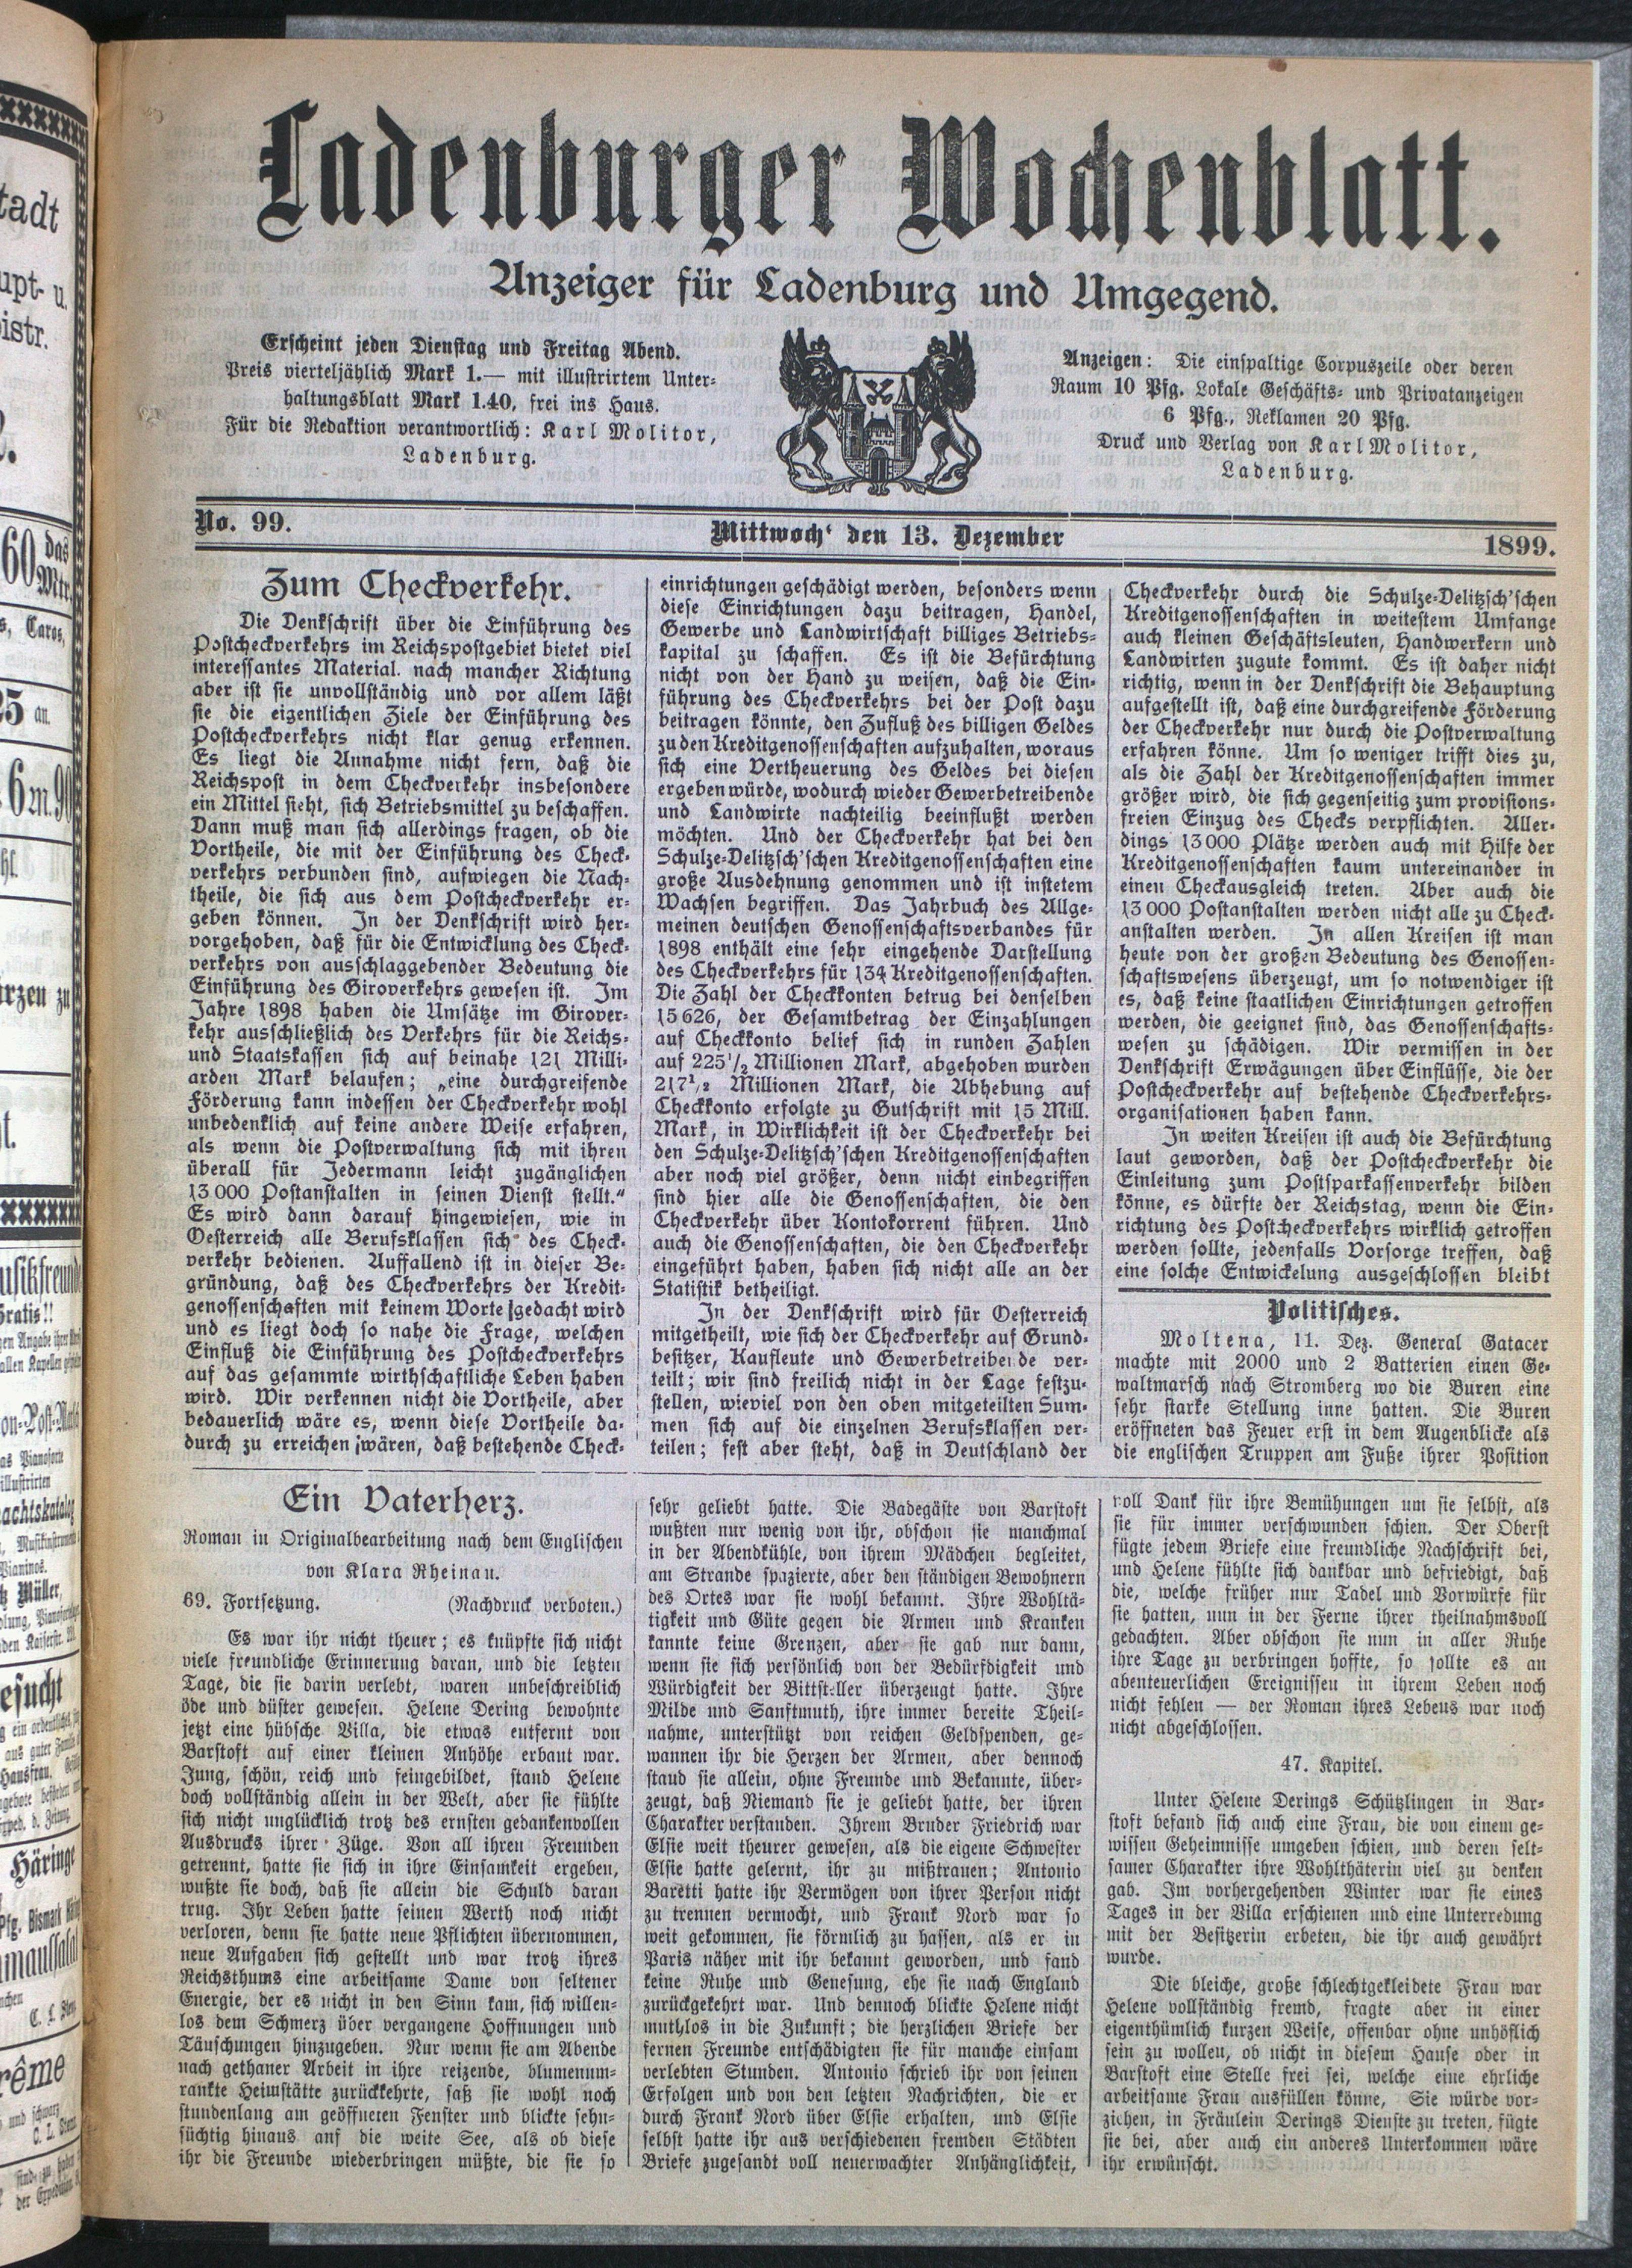 Ladenburger Wochenblatt.
Anzeiger für Ladenburg und Umgegend.
Erscheint jeden Dienstag und Freitag Abend.
Preis vierteljählich Mark 1.— mit illustrirtem Unter-
haltungsblatt Mark 1.40, frei ins Haus.
Für die Redaktion verantwortlich: Karl Molitor,
Ladenburg.
Anzeigen: Die einspaltige Corpuszeile oder deren
Raum 10 Pfg. Lokale Geschäfts- und Privatanzeigen
6 Pfg., Reklamen 20 Pfg.
Druck und Verlag von Karl Molitor,
Ladenburg.
No. 99.
Mittwoch' den 13. Dezember
1899.
Zum Checkverkehr.
Die Denkschrift über die Einführung des
Postcheckverkehrs im Reichspostgebiet bietet viel
interessantes Material. nach mancher Richtung
aber ist sie unvollständig und vor allem läßt
sie die eigentlichen Ziele der Einführung des
Postcheckverkehrs nicht klar genug erkennen.
Es liegt die Annahme nicht fern, daß die
Reichspost in dem Checkverkehr insbesondere
ein Mittel sieht, sich Betriebsmittel zu beschaffen.
Dann muß man sich allerdings fragen, ob die
Vortheile, die mit der Einführung des Check-
verkehrs verbunden sind, aufwiegen die Nach-
theile, die sich aus dem Postcheckverkehr er-
geben können. In der Denkschrift wird her-
vorgehoben, daß für die Entwicklung des Check-
verkehrs von ausschlaggebender Bedeutung die
Einführung des Giroverkehrs gewesen ist. Im
Jahre 1898 haben die Umsätze im Girover-
kehr ausschließlich des Verkehrs für die Reichs-
und Staatskassen sich auf beinahe 121 Milli-
arden Mark belaufen; „eine durchgreifende
Förderung kann indessen der Checkverkehr wohl
unbedenklich auf keine andere Weise erfahren,
als wenn die Postverwaltung sich mit ihren
überall für Jedermann leicht zugänglichen
13 000 Postanstalten in seinen Dienst stellt.“
Es wird dann darauf hingewiesen, wie in
Oesterreich alle Berufsklassen sich des Check-
verkehr bedienen. Auffallend ist in dieser Be-
gründung, daß des Checkverkehrs der Kredit-
genossenschaften mit keinem Worte gedacht wird
und es liegt doch so nahe die Frage, welchen
Einfluß die Einführung des Postcheckverkehrs
auf das gesammte wirthschaftliche Leben haben
wird. Wir verkennen nicht die Vortheile, aber
bedauerlich wäre es, wenn diese Vortheile da-
durch zu erreichen wären, daß bestehende Check-
einrichtungen geschädigt werden, besonders wenn
diese Einrichtungen dazu beitragen, Handel,
Gewerbe und Landwirtschaft billiges Betriebs-
kapital zu schaffen. Es ist die Befürchtung
nicht von der Hand zu weisen, daß die Ein-
führung des Checkverkehrs bei der Post dazu
beitragen könnte, den Zufluß des billigen Geldes
zu den Kreditgenossenschaften aufzuhalten, woraus
sich eine Vertheuerung des Geldes bei diesen
ergeben würde, wodurch wieder Gewerbetreibende
und Landwirte nachteilig beeinflußt werden
möchten. Und der Checkverkehr hat bei den
Schulze-Delitzsch'schen Kreditgenossenschaften eine
große Ausdehnung genommen und ist instetem
Wachsen begriffen. Das Jahrbuch des Allge-
meinen deutschen Genossenschaftsverbandes für
1898 enthält eine sehr eingehende Darstellung
des Checkverkehrs für 134 Kreditgenossenschaften.
Die Zahl der Checkkonten betrug bei denselben
15 626, der Gesamtbetrag der Einzahlungen
auf Checkkonto belief sich in runden Zahlen
auf 225 1/2 Millionen Mark, abgehoben wurden
217 1/2 Millionen Mark, die Abhebung auf
Checkkonto erfolgte zu Gutschrift mit 15 Mill.
Mark, in Wirklichkeit ist der Checkverkehr bei
den Schulze-Delitzsch'schen Kreditgenossenschaften
aber noch viel größer, denn nicht einbegriffen
sind hier alle die Genossenschaften, die den
Checkverkehr über Kontokorrent führen. Und
auch die Genossenschaften, die den Checkverkehr
eingeführt haben, haben sich nicht alle an der
Statistik betheiligt.
In der Denkschrift wird für Oesterreich
mitgetheilt, wie sich der Checkverkehr auf Grund-
besitzer, Kaufleute und Gewerbetreibende ver-
teilt; wir sind freilich nicht in der Lage festzu-
stellen, wieviel von den oben mitgeteilten Sum-
men sich auf die einzelnen Berufsklassen ver-
teilen; fest aber steht, daß in Deutschland der
Checkverkehr durch die Schulze-Delitzsch'schen
Kreditgenossenschaften in weitestem Umfange
auch kleinen Geschäftsleuten, Handwerkern und
Landwirten zugute kommt. Es ist daher nicht
richtig, wenn in der Denkschrift die Behauptung
aufgestellt ist, daß eine durchgreifende Förderung
der Checkverkehr nur durch die Postverwaltung
erfahren könne. Um so weniger trifft dies zu,
als die Zahl der Kreditgenossenschaften immer
größer wird, die sich gegenseitig zum provisions-
freien Einzug des Checks verpflichten. Aller-
dings 13 000 Plätze werden auch mit Hilfe der
Kreditgenossenschaften kaum untereinander in
einen Checkausgleich treten. Aber auch die
13 000 Postanstalten werden nicht alle zu Check-
anstalten werden. In allen Kreisen ist man
heute von der großen Bedeutung des Genossen-
schaftswesens überzeugt, um so notwendiger ist
es, daß keine staatlichen Einrichtungen getroffen
werden, die geeignet sind, das Genossenschafts-
wesen zu schädigen. Wir vermissen in der
Denkschrift Erwägungen über Einflüsse, die der
Postcheckverkehr auf bestehende Checkverkehrs-
organisationen haben kann.
In weiten Kreisen ist auch die Befürchtung
laut geworden, daß der Postcheckverkehr die
Einleitung zum Postsparkassenverkehr bilden
könne, es dürfte der Reichstag, wenn die Ein-
richtung des Postcheckverkehrs wirklich getroffen
werden sollte, jedenfalls Vorsorge treffen, daß
eine solche Entwickelung ausgeschlossen bleibt
Politisches.
Moltena, 11. Dez. General Gatacer
machte mit 2000 und 2 Batterien einen Ge-
waltmarsch nach Stromberg wo die Buren eine
sehr starke Stellung inne hatten. Die Buren
eröffneten das Feuer erst in dem Augenblicke als
die englischen Truppen am Fuße ihrer Position
Ein Vaterherz.
Roman in Originalbearbeitung nach dem Englischen
von Klara Rheinau.
69. Fortsetzung. (Nachdruck verboten.)
Es war ihr nicht theuer; es knüpfte sich nicht
viele freundliche Erinnerung daran, und die letzten
Tage, die sie darin verlebt, waren unbeschreiblich
öde und düster gewesen. Helene Dering bewohnte
jetzt eine hübsche Villa, die etwas entfernt von
Barstoft auf einer kleinen Anhöhe erbaut war.
Jung, schön, reich und feingebildet, stand Helene
doch vollständig allein in der Welt, aber sie fühlte
sich nicht unglücklich trotz des ernsten gedankenvollen
Ausdrucks ihrer Züge. Von all ihren Freunden
getrennt, hatte sie sich in ihre Einsamkeit ergeben,
wußte sie doch, daß sie allein die Schuld daran
trug. Ihr Leben hatte seinen Werth noch nicht
verloren, denn sie hatte neue Pflichten übernommen,
neue Aufgaben sich gestellt und war trotz ihres
Reichsthums eine arbeitsame Dame von seltener
Energie, der es nicht in den Sinn kam, sich willen-
los dem Schmerz über vergangene Hoffnungen und
Täuschungen hinzugeben. Nur wenn sie am Abende
nach gethaner Arbeit in ihre reizende, blumenum-
rankte Heimstätte zurückkehrte, saß sie wohl noch
stundenlang am geöffneten Fenster und blickte sehn-
süchtig hinaus anf die weite See, als ob diese
ihr die Freunde wiederbringen müßte, die sie so
sehr geliebt hatte. Die Badegäste von Barstoft
wußten nur wenig von ihr, obschon sie manchmal
in der Abendkühle, von ihrem Mädchen begleitet,
am Strande spazierte, aber den ständigen Bewohnern
des Ortes war sie wohl bekannt. Ihre Wohltä-
tigkeit und Güte gegen die Armen und Kranken
kannte keine Grenzen, aber sie gab nur dann,
wenn sie sich persönlich von der Bedürfdigkeit und
Würdigkeit der Bittsteller überzeugt hatte. Ihre
Milde und Sanftmuth, ihre immer bereite Theil-
nahme, unterstützt von reichen Geldspenden, ge-
wannen ihr die Herzen der Armen, aber dennoch
stand sie allein, ohne Freunde und Bekannte, über-
zeugt, daß Niemand sie je geliebt hatte, der ihren
Charakter verstanden. Ihrem Bruder Friedrich war
Elsie weit theurer gewesen, als die eigene Schwester
Elsie hatte gelernt, ihr zu mißtrauen; Antonio
Baretti hatte ihr Vermögen von ihrer Person nicht
zu trennen vermocht, und Frank Nord war so
weit gekommen, sie förmlich zu hassen, als er in
Paris näher mit ihr bekannt geworden, und fand
keine Ruhe und Genesung, ehe sie nach England
zurückgekehrt war. Und dennoch blickte Helene nicht
muthlos in die Zukunft; die herzlichen Briefe der
fernen Freunde entschädigten sie für manche einsam
verlebten Stunden. Antonio schrieb ihr von seinen
Erfolgen und von den letzten Nachrichten, die er
durch Frank Nord über Elsie erhalten, und Elsie
selbst hatte ihr aus verschiedenen fremden Städten
Briefe zugesandt voll neuerwachter Anhänglichkeit,
voll Dank für ihre Bemühungen um sie selbst, als
sie für immer verschwunden schien. Der Oberst
fügte jedem Briefe eine freundliche Nachschrift bei,
und Helene fühlte sich dankbar und befriedigt, daß
die, welche früher nur Tadel und Vorwürfe für
sie hatten, nun in der Ferne ihrer theilnahmsvoll
gedachten. Aber obschon sie nun in aller Ruhe
ihre Tage zu verbringen hoffte, so sollte es an
abenteuerlichen Ereignissen in ihrem Leben noch
nicht fehlen — der Roman ihres Lebens war noch
nicht abgeschlossen.
47. Kapitel.
Unter Helene Derings Schützlingen in Bar-
stoft befand sich auch eine Frau, die von einem ge-
wissen Geheimnisse umgeben schien, und deren selt-
samer Charakter ihre Wohlthäterin viel zu denken
gab. Im vorhergehenden Winter war sie eines
Tages in der Villa erschienen und eine Unterredung
mit der Besitzerin erbeten, die ihr auch gewährt
wurde.
Die bleiche, große schlechtgekleidete Frau war
Helene vollständig fremd, fragte aber in einer
eigenthümlich kurzen Weise, offenbar ohne unhöflich
sein zu wollen, ob nicht in diesem Hause oder in
Barstoft eine Stelle frei sei, welche eine ehrliche
arbeitsame Frau ausfüllen könne, Sie würde vor-
ziehen, in Fräulein Derings Dienste zu treten, fügte
sie bei, aber auch ein anderes Unterkommen wäre
ihr erwünscht.